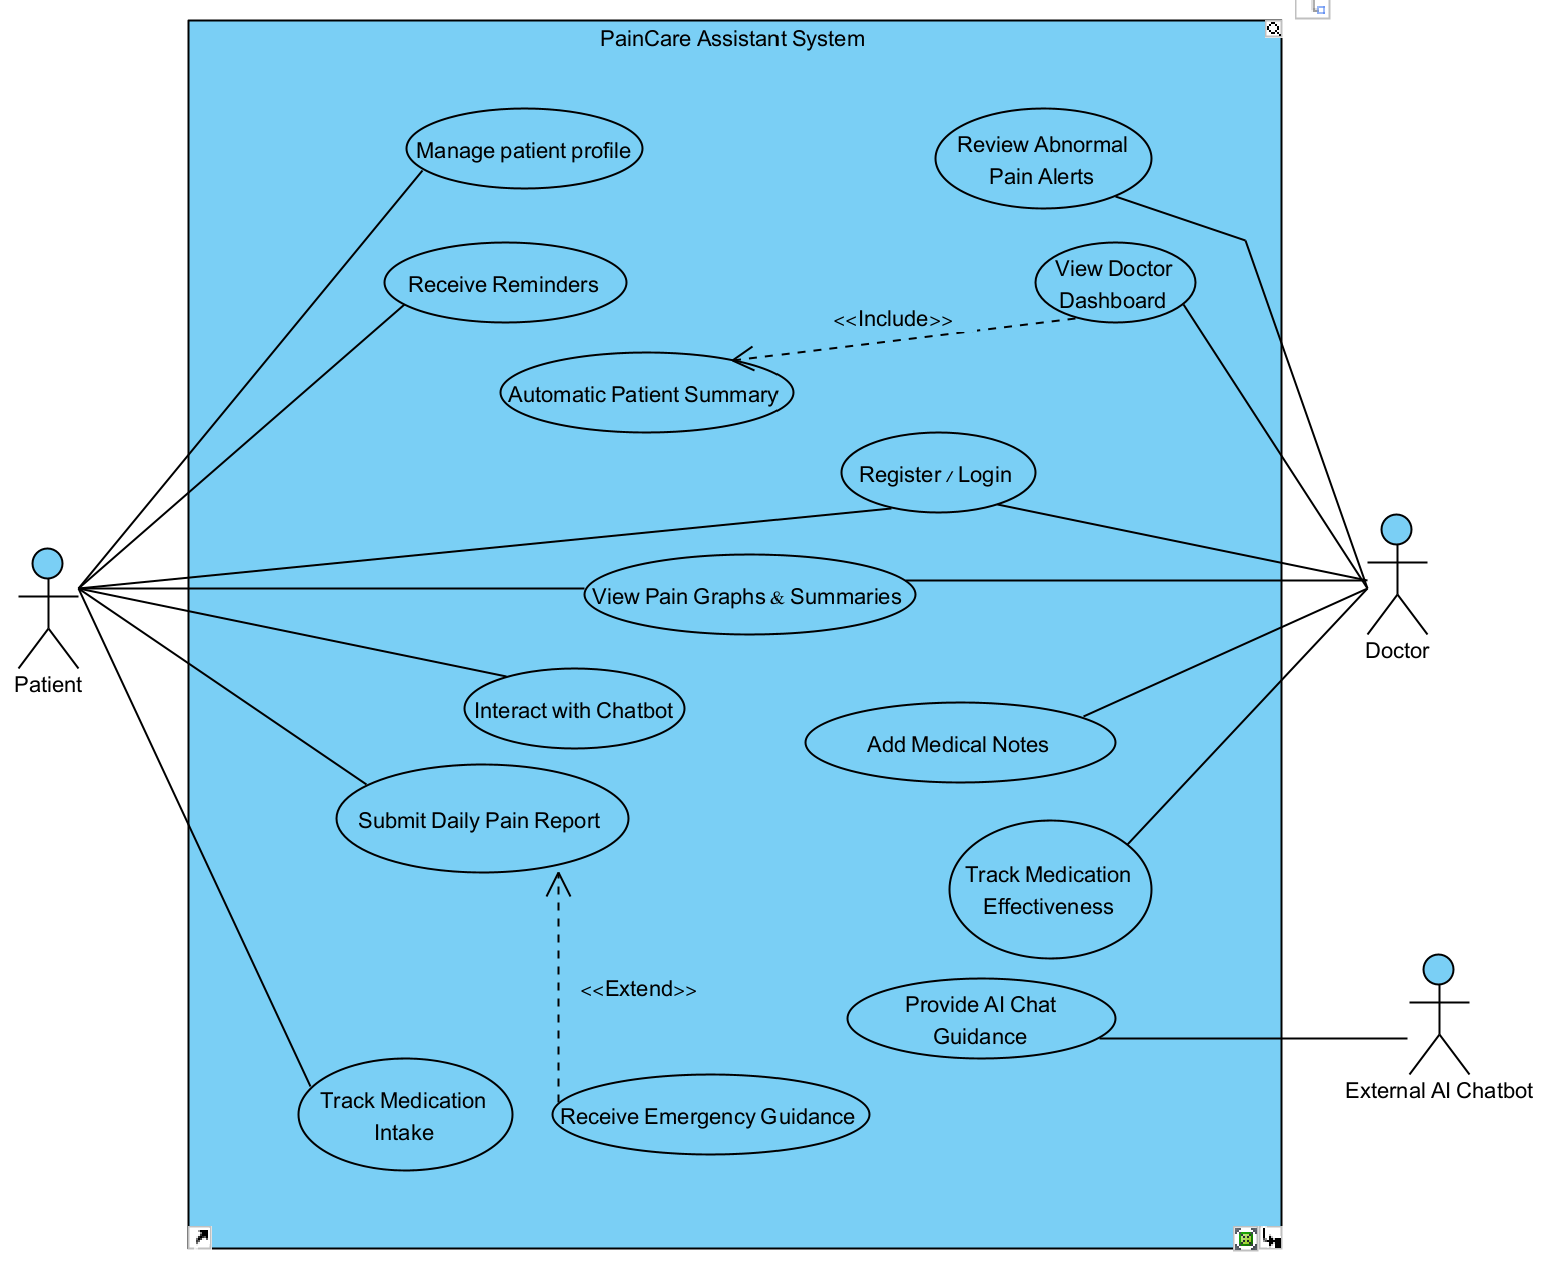 PainCare Assistant System
Manage patient profile
Review Abnormal
Pain Alerts
Receive Reminders
View Doctor
Dashboard
<<Include>>
Automatic Patient Summary
Register / Login
View Pain Graphs & Summaries
Patient
Doctor
Interact with Chatbot
Add Medical Notes
Submit Daily Pain Report
Track Medication
Effectiveness
<<Extend>>
Provide AI Chat
Guidance
External AI Chatbot
Track Medication
Intake
Receive Emergency Guidance